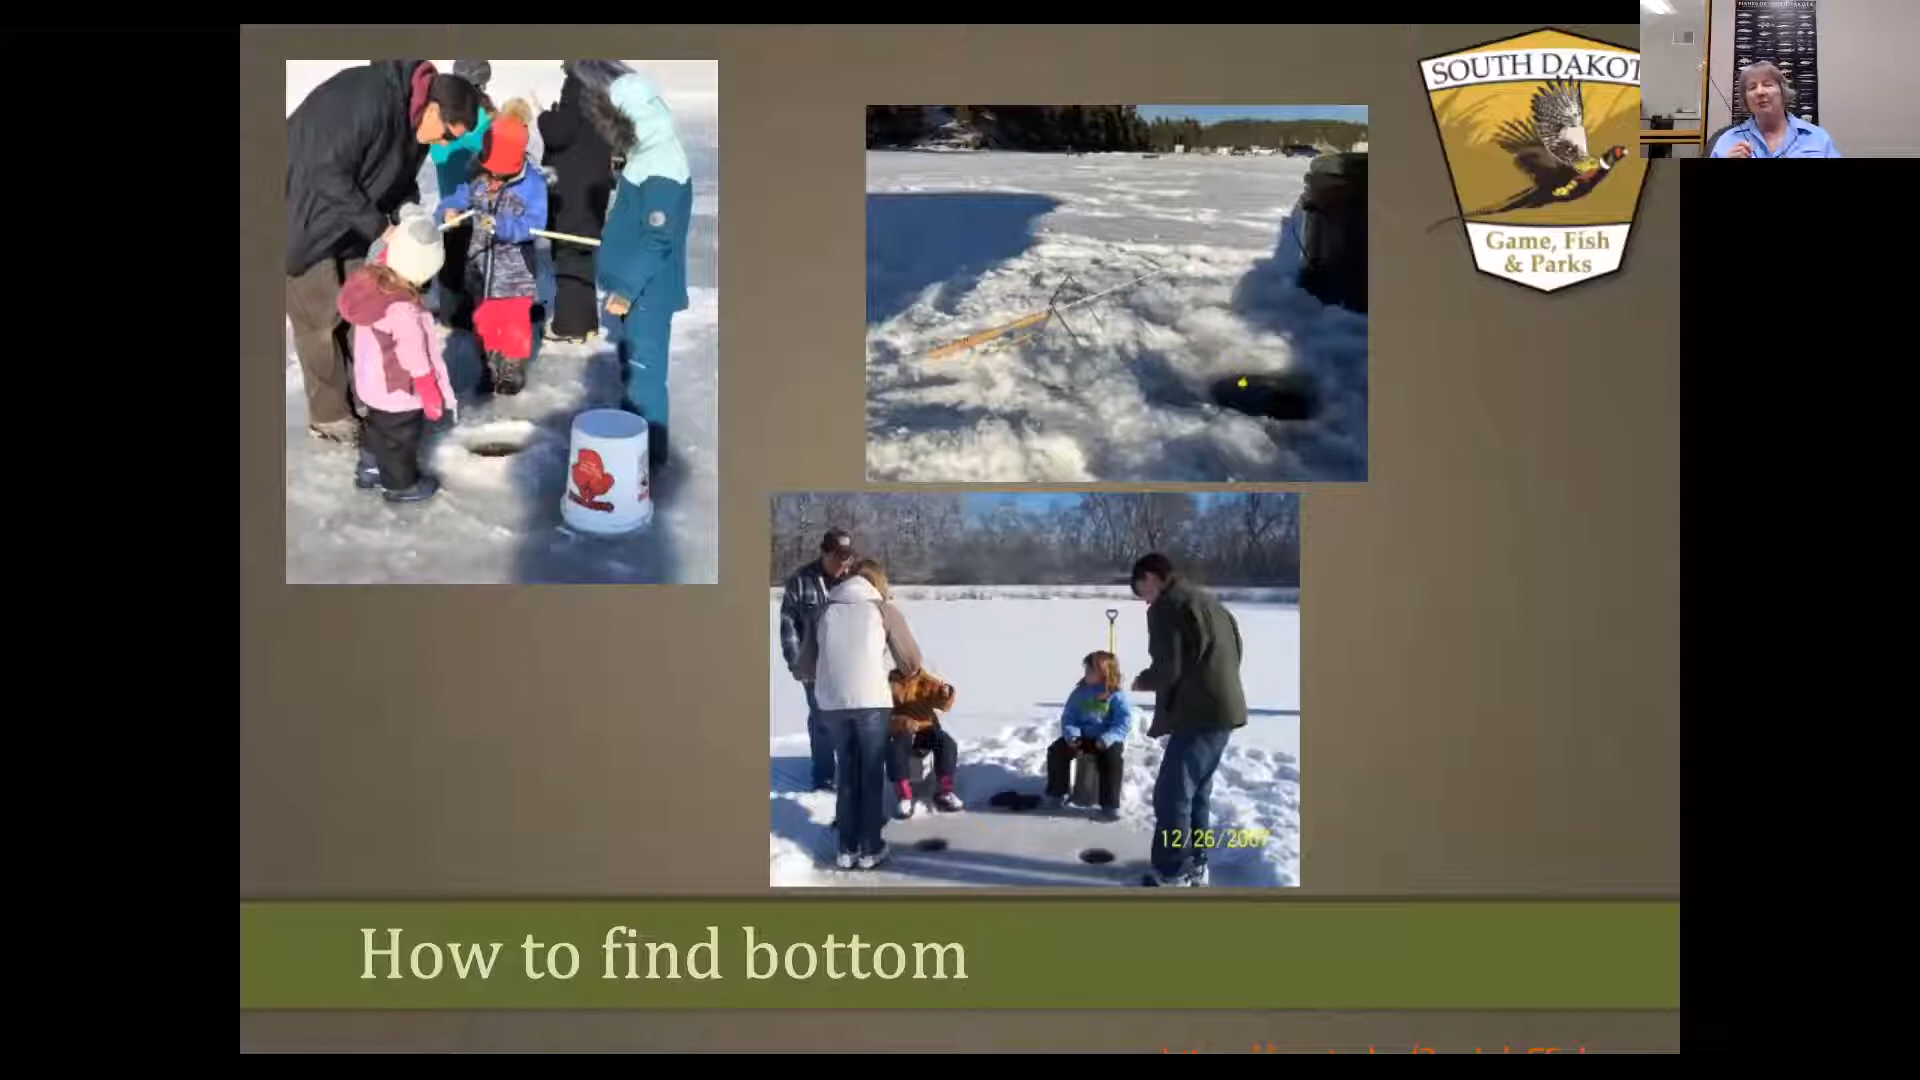 SOUTH DAKOT
Game, Fish
& Parks
12/26/2007
How to find bottom